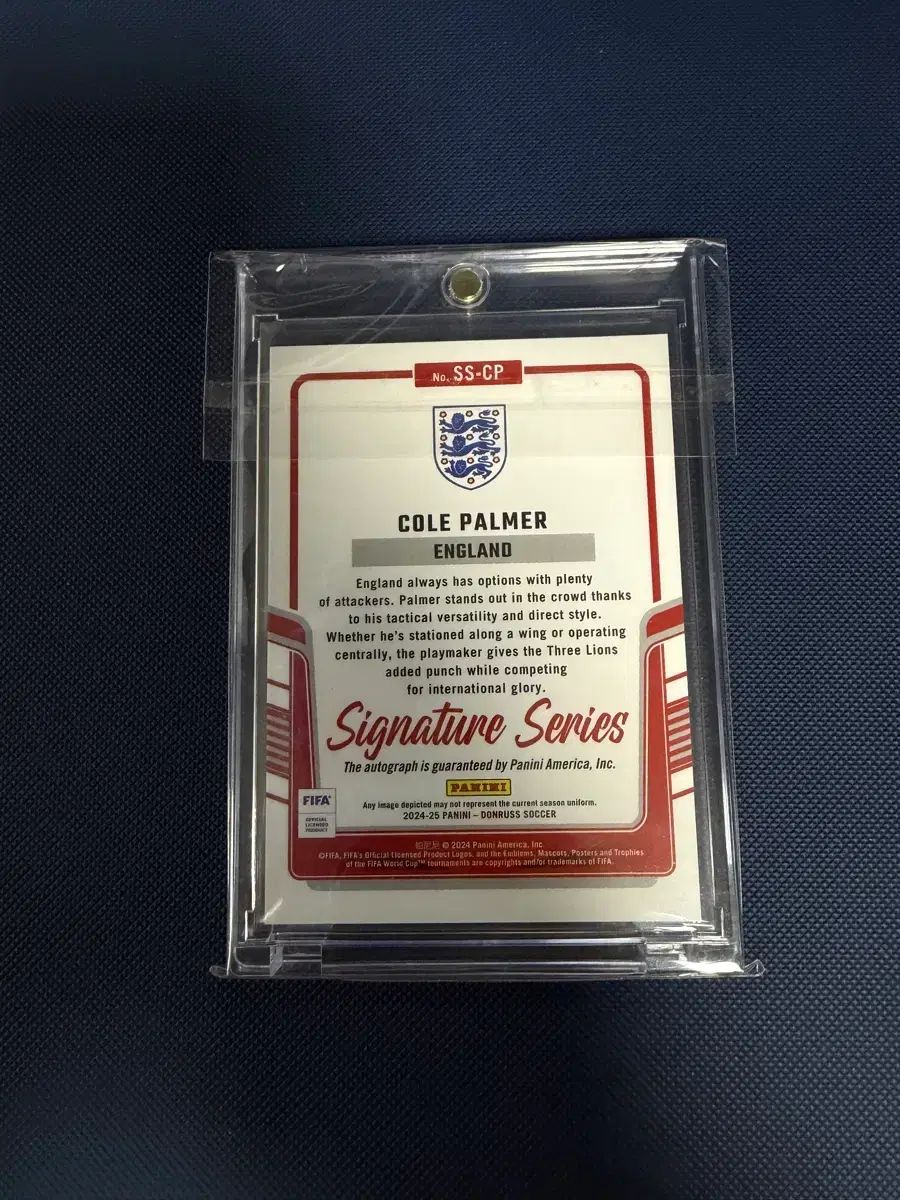 No. SS-CP
COLE PALMER
ENGLAND
England always has options with plenty
of attackers. Palmer stands out in the crowd thanks
to his tactical versatility and direct style.
Whether he's stationed along a wing or operating
centrally, the playmaker gives the Three Lions
added punch while competing
for international glory.
Signature Series
The autograph is guaranteed by Panini America, Inc.
PANINI
Any image depicted may not represent the current season uniform.
2024-25 PANINI – DONRUSS SOCCER
FIFA®
OFFICIAL
LICENSED
PRODUCT
© 2024 Panini America, Inc.
©FIFA, FIFA's Official Licensed Product Logos, and the Emblems, Mascots, Posters and Trophies
of the FIFA World Cup™ tournaments are copyrights and/or trademarks of FIFA.